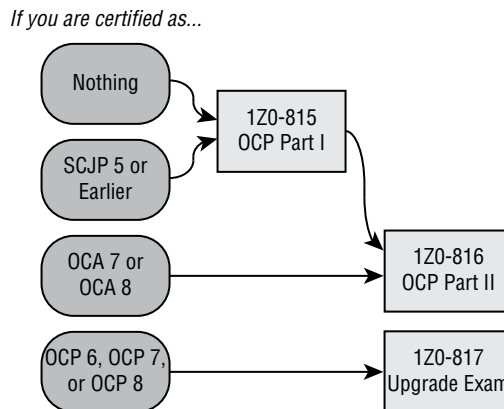 If you are certified as...
Nothing
1Z0-815
OCP Part I
SCJP 5 or
Earlier
OCA 7 or
OCA 8
1Z0-816
OCP Part II
OCP 6, OCP 7,
or OCP 8
1Z0-817
Upgrade Exam